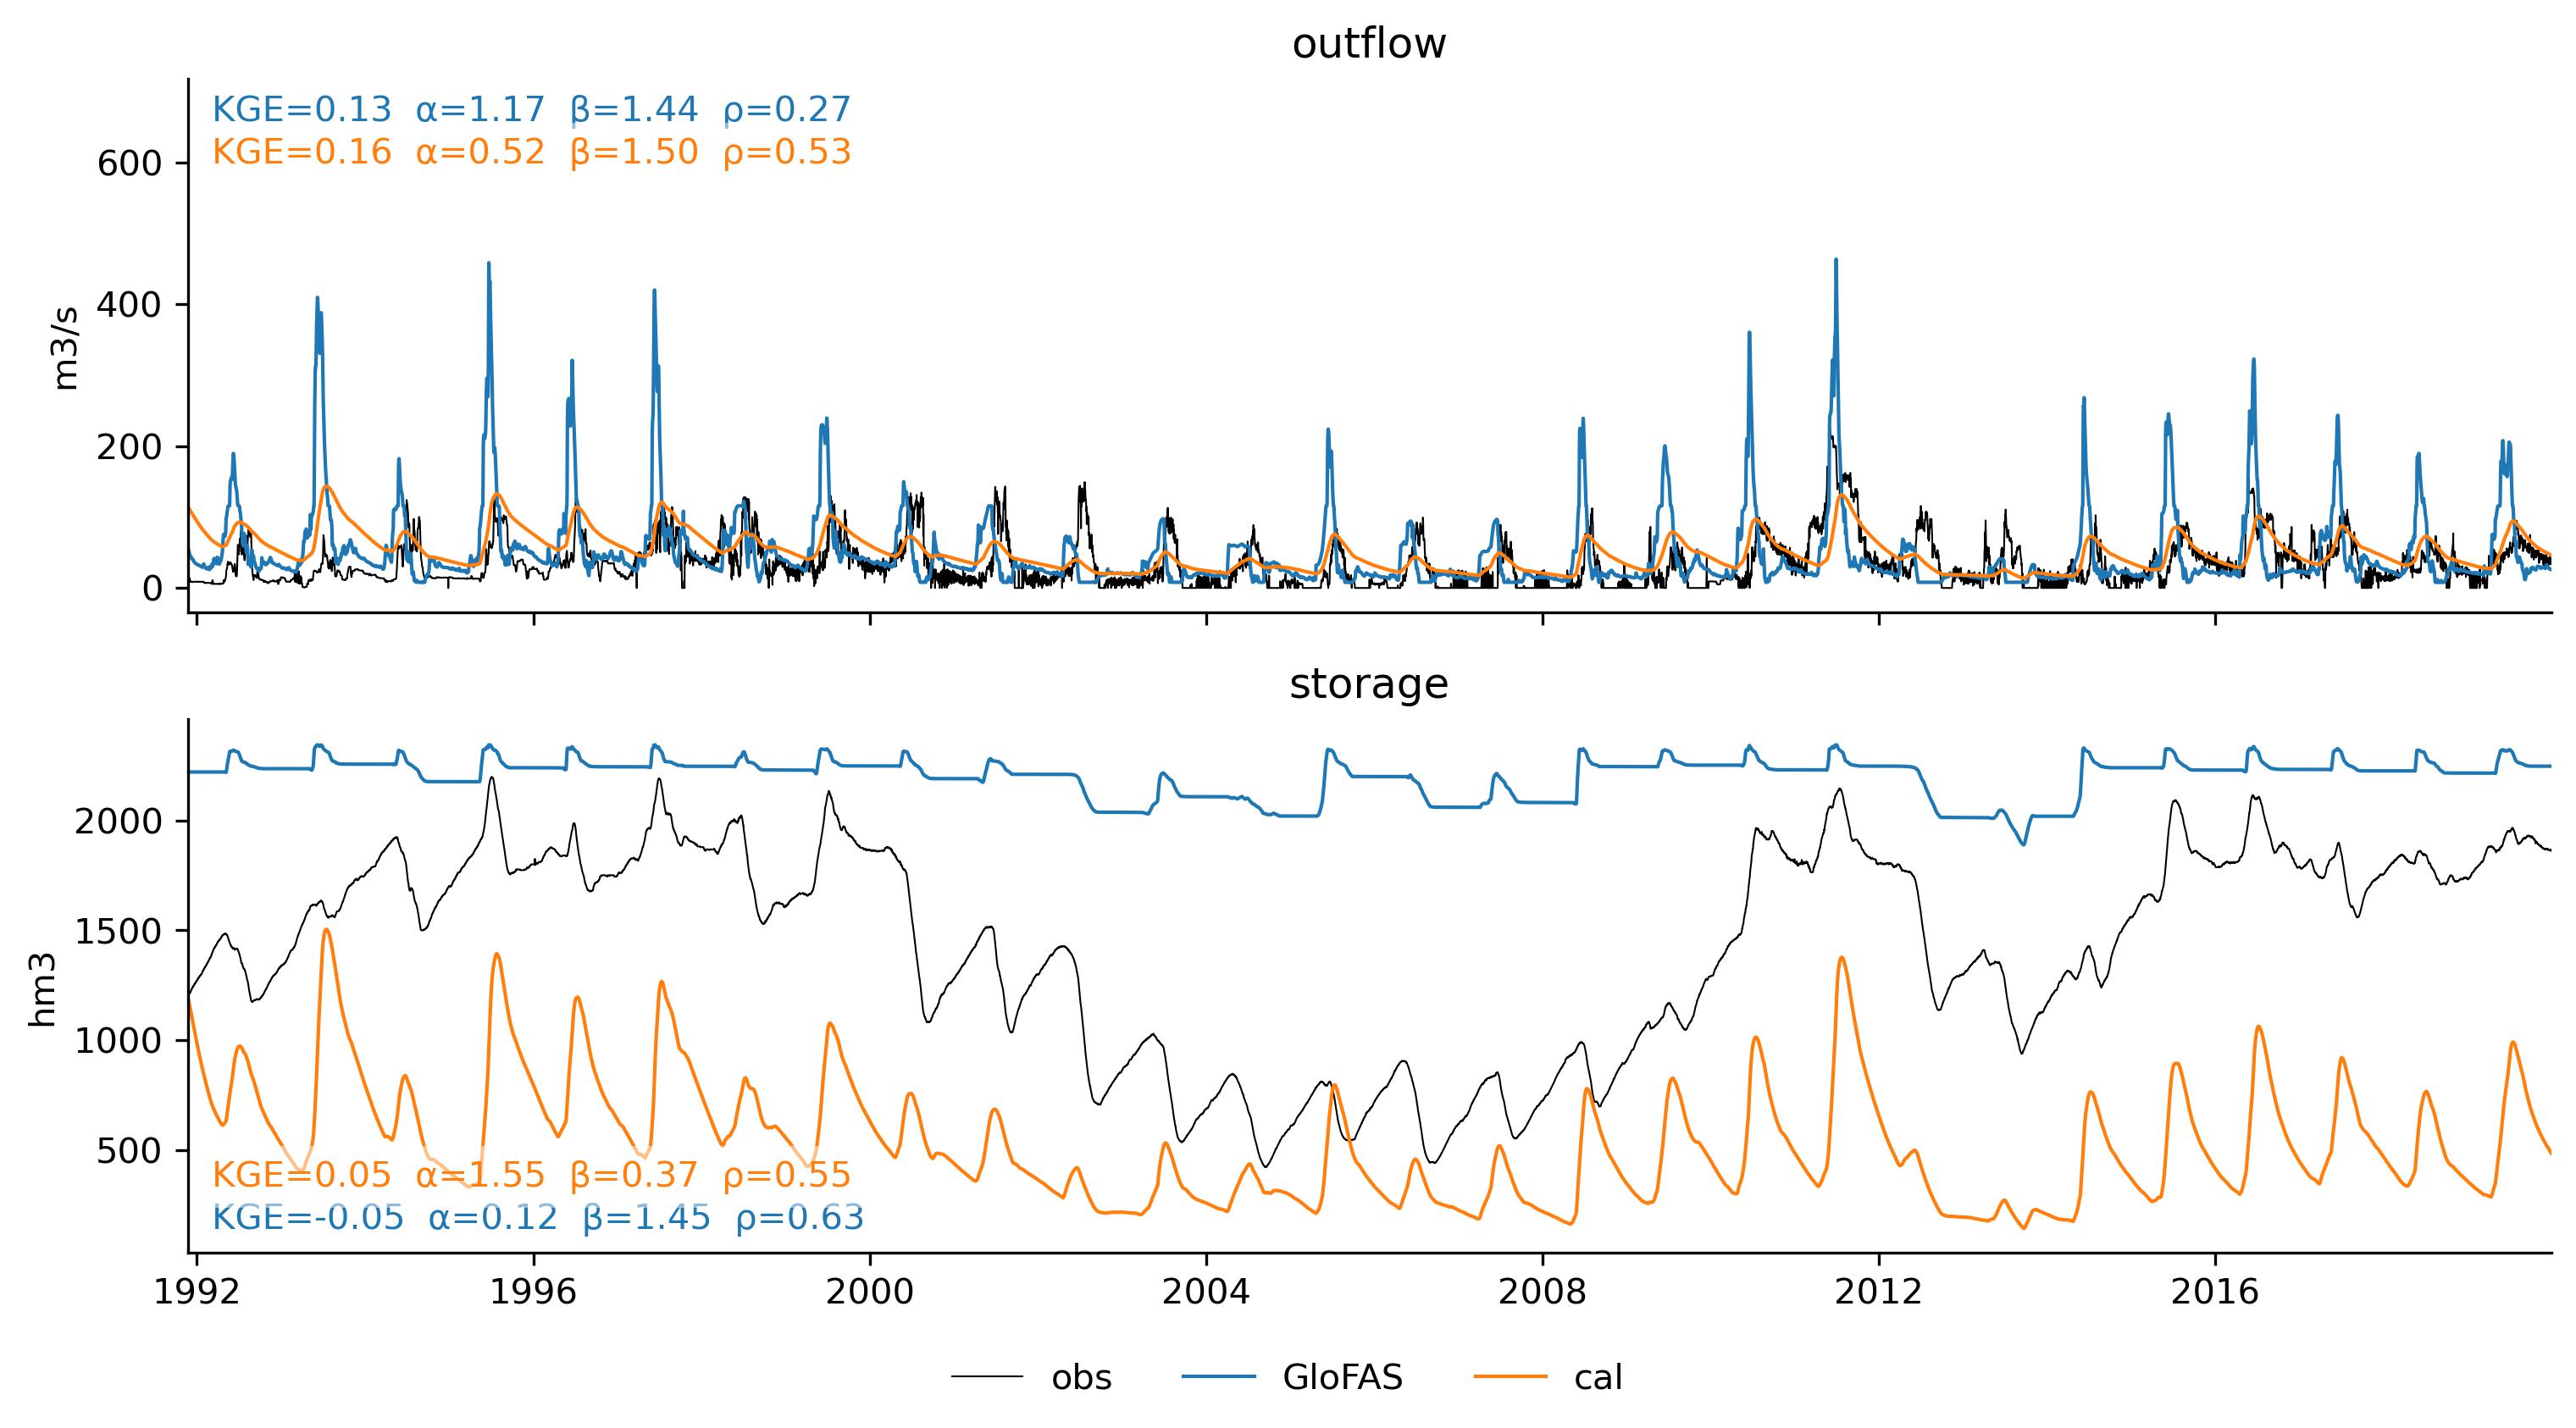 outflow
KGE=0.13 α=1.17 β=1.44 ρ=0.27
KGE=0.16 α=0.52 β=1.50 ρ=0.53
600
400
200
0
m3/s
storage
2000
1500
1000
500
hm3
KGE=0.05 α=1.55 β=0.37 ρ=0.55
KGE=-0.05 α=0.12 β=1.45 ρ=0.63
1992 1996 2000 2004 2008 2012 2016
obs GloFAS cal